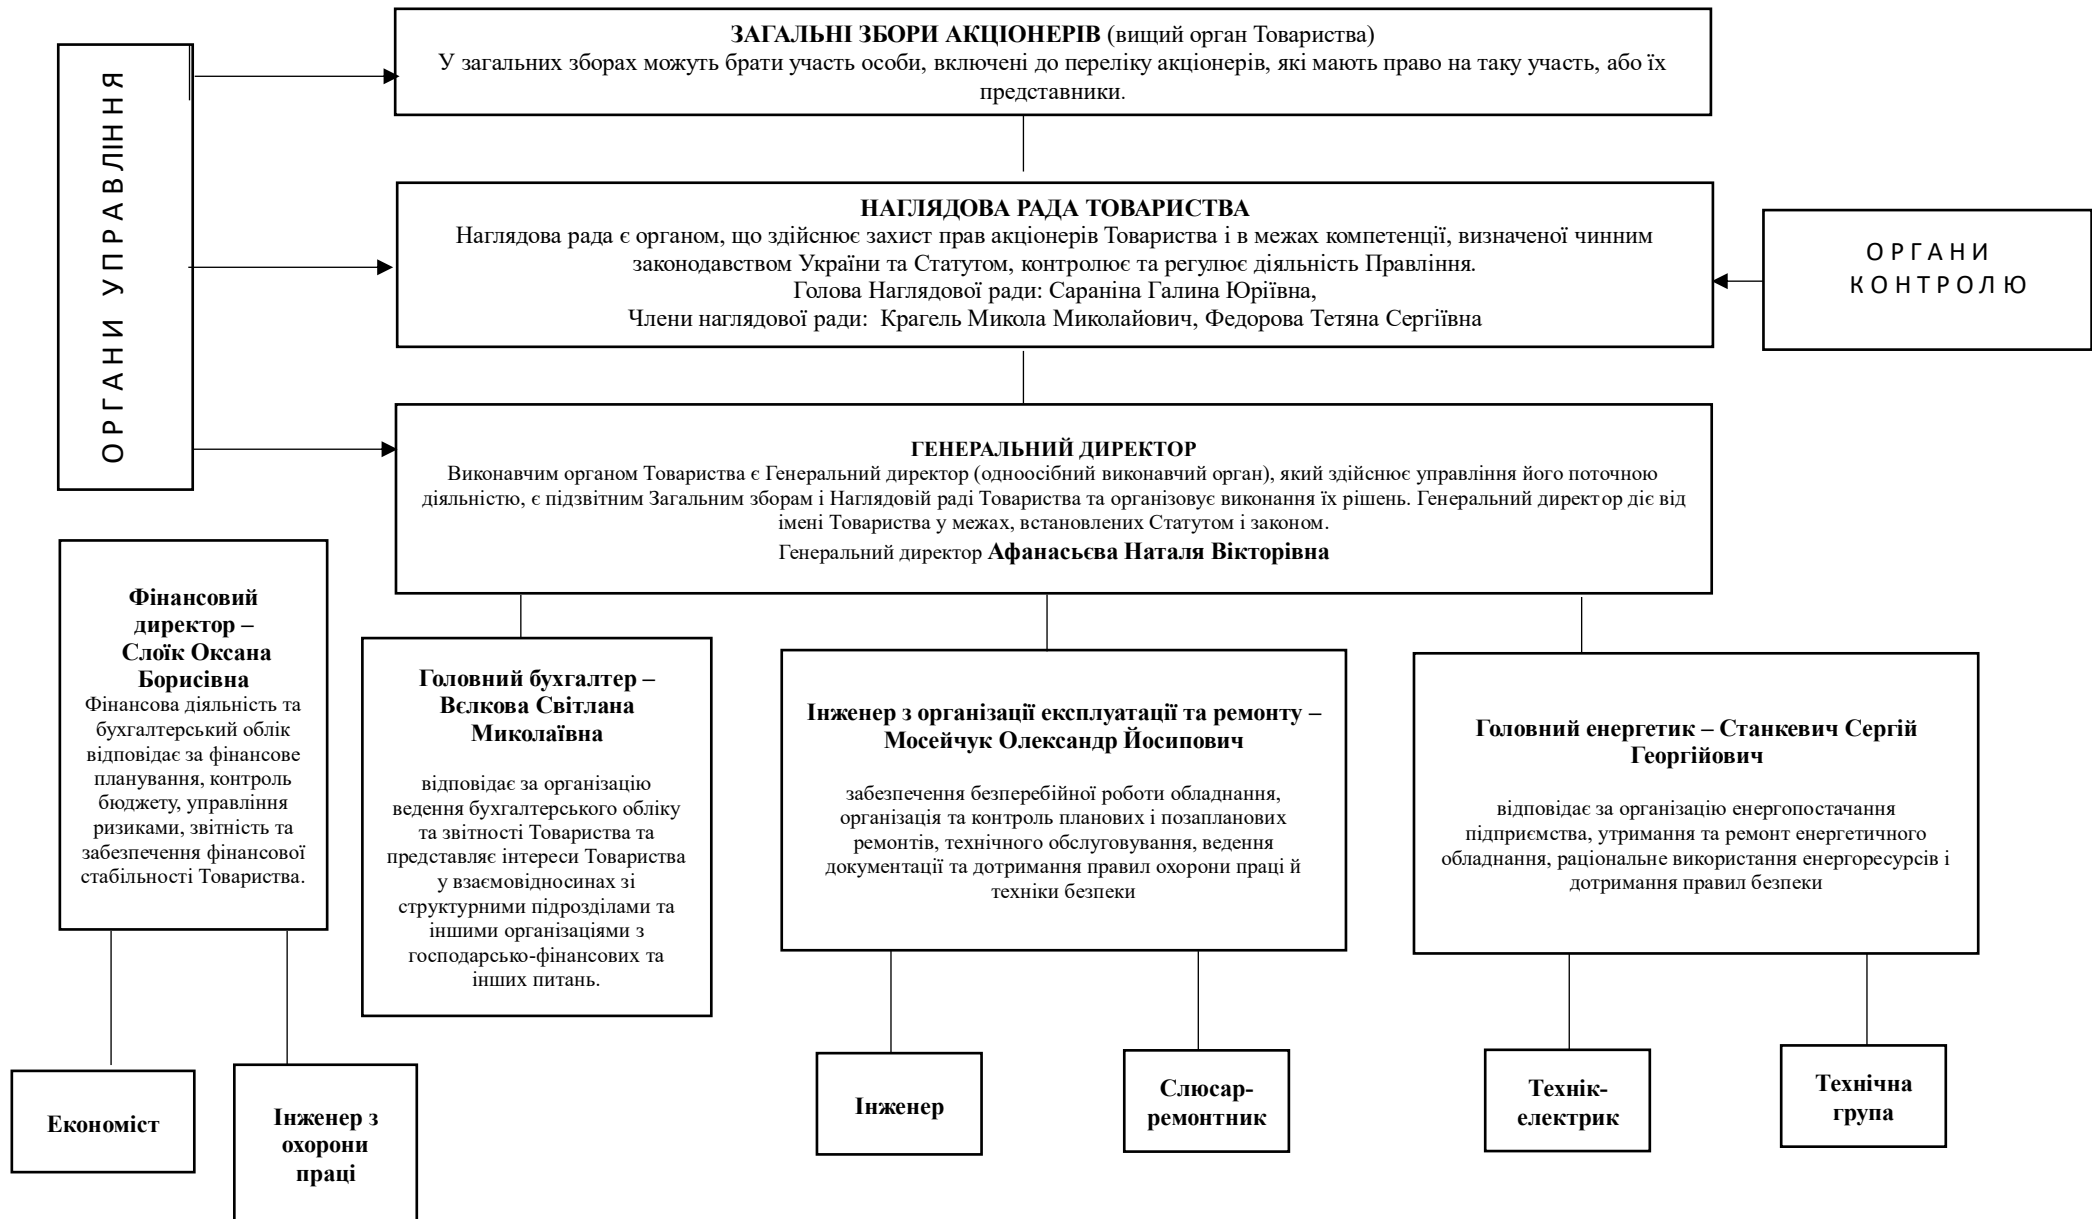 ОРГАНИ УПРАВЛІННЯ
ЗАГАЛЬНІ ЗБОРИ АКЦІОНЕРІВ (вищий орган Товариства)
У загальних зборах можуть брати участь особи, включені до переліку акціонерів, які мають право на таку участь, або їх
представники.
НАГЛЯДОВА РАДА ТОВАРИСТВА
Наглядова рада є органом, що здійснює захист прав акціонерів Товариства і в межах компетенції, визначеної чинним
законодавством України та Статутом, контролює та регулює діяльність Правління.
Голова Наглядової ради: Сараніна Галина Юріївна,
Члени наглядової ради: Крагель Микола Миколайович, Федорова Тетяна Сергіївна
ОРГАНИ
КОНТРОЛЮ
ГЕНЕРАЛЬНИЙ ДИРЕКТОР
Виконавчим органом Товариства є Генеральний директор (одноосібний виконавчий орган), який здійснює управління його поточною
діяльністю, є підзвітним Загальним зборам і Наглядовій раді Товариства та організовує виконання їх рішень. Генеральний директор діє від
імені Товариства у межах, встановлених Статутом і законом.
Генеральний директор Афанасьєва Наталя Вікторівна
Фінансовий
директор –
Слоїк Оксана
Борисівна
Фінансова діяльність та
бухгалтерський облік
відповідає за фінансове
планування, контроль
бюджету, управління
ризиками, звітність та
забезпечення фінансової
стабільності Товариства.
Головний бухгалтер –
Вєлкова Світлана
Миколаївна
відповідає за організацію
ведення бухгалтерського обліку
та звітності Товариства та
представляє інтереси Товариства
у взаємовідносинах зі
структурними підрозділами та
іншими організаціями з
господарсько-фінансових та
інших питань.
Інженер з організації експлуатації та ремонту –
Мосейчук Олександр Йосипович
забезпечення безперебійної роботи обладнання,
організація та контроль планових і позапланових
ремонтів, технічного обслуговування, ведення
документації та дотримання правил охорони праці й
техніки безпеки
Головний енергетик – Станкевич Сергій
Георгійович
відповідає за організацію енергопостачання
підприємства, утримання та ремонт енергетичного
обладнання, раціональне використання енергоресурсів і
дотримання правил безпеки
Економіст
Інженер з
охорони
праці
Інженер
Слюсар-
ремонтник
Технік-
електрик
Технічна
група